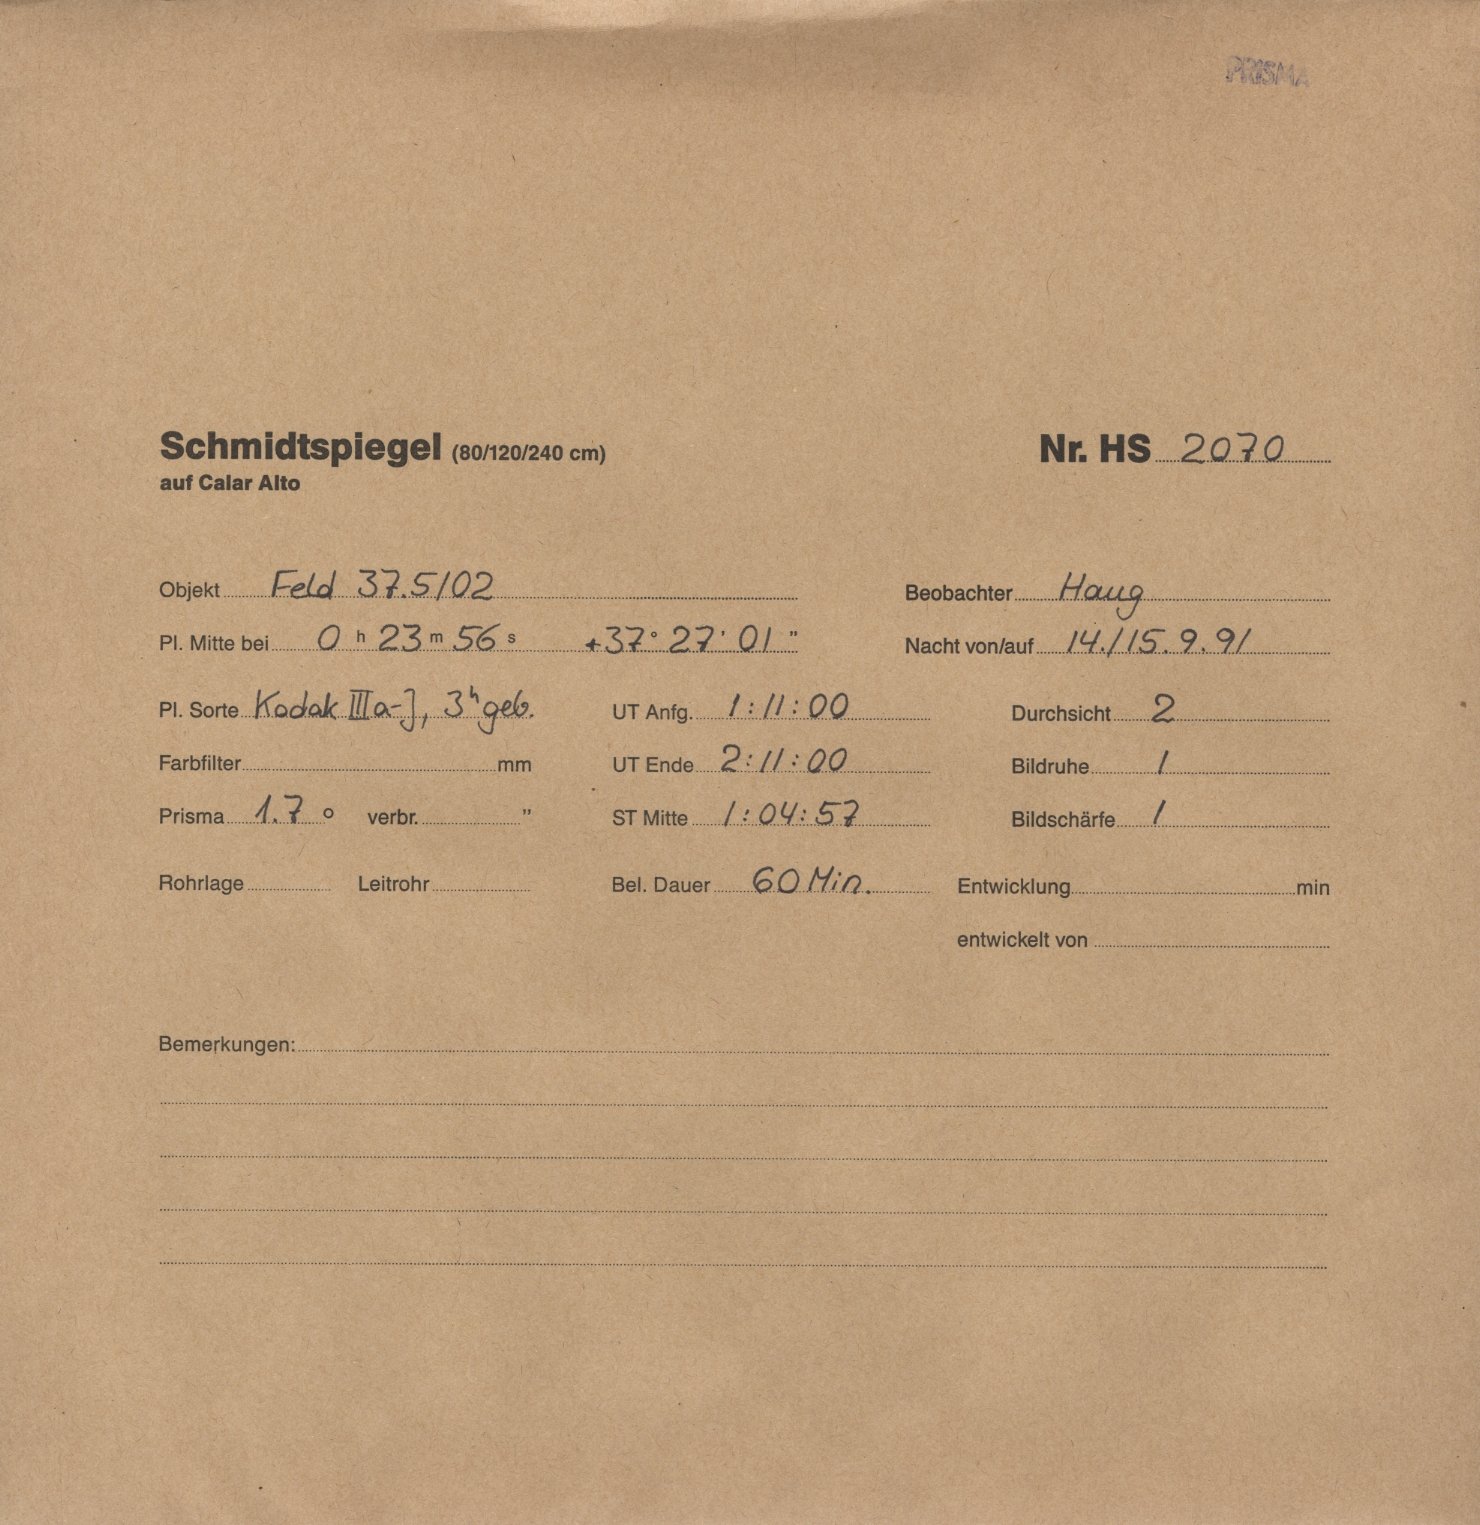 PRISMA
Schmidtspiegel (80/120/240 cm) Nr. HS 2070
auf Calar Alto
Objekt Feld 37.5/02 Beobachter Haug
Pl. Mitte bei 0 h 23 m 56 s +37° 27' 01" Nacht von/auf 14./15.9.91
Pl. Sorte Kodak IIIa-J, 3h geb. UT Anfg. 1:11:00 Durchsicht 2
Farbfilter mm UT Ende 2:11:00 Bildruhe 1
Prisma 1.7° verbr. " ST Mitte 1:04:57 Bildschärfe 1
Rohrlage Leitrohr Bel. Dauer 60 Min. Entwicklung min
entwickelt von
Bemerkungen: